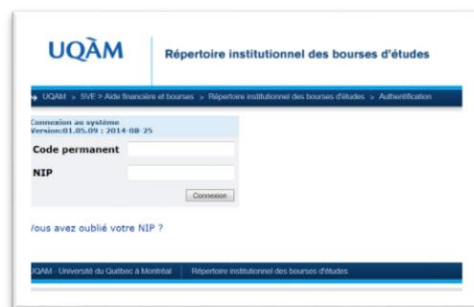 UQÀM
Répertoire institutionnel des bourses d'études
UQAM > SVE > Aide financière et bourses > Répertoire institutionnel des bourses d'études > Authentification
Connexion au système
Version:01.05.09 : 2014-08-25
Code permanent
NIP
Connexion
Vous avez oublié votre NIP ?
UQAM - Université du Québec à Montréal | Répertoire institutionnel des bourses d'études